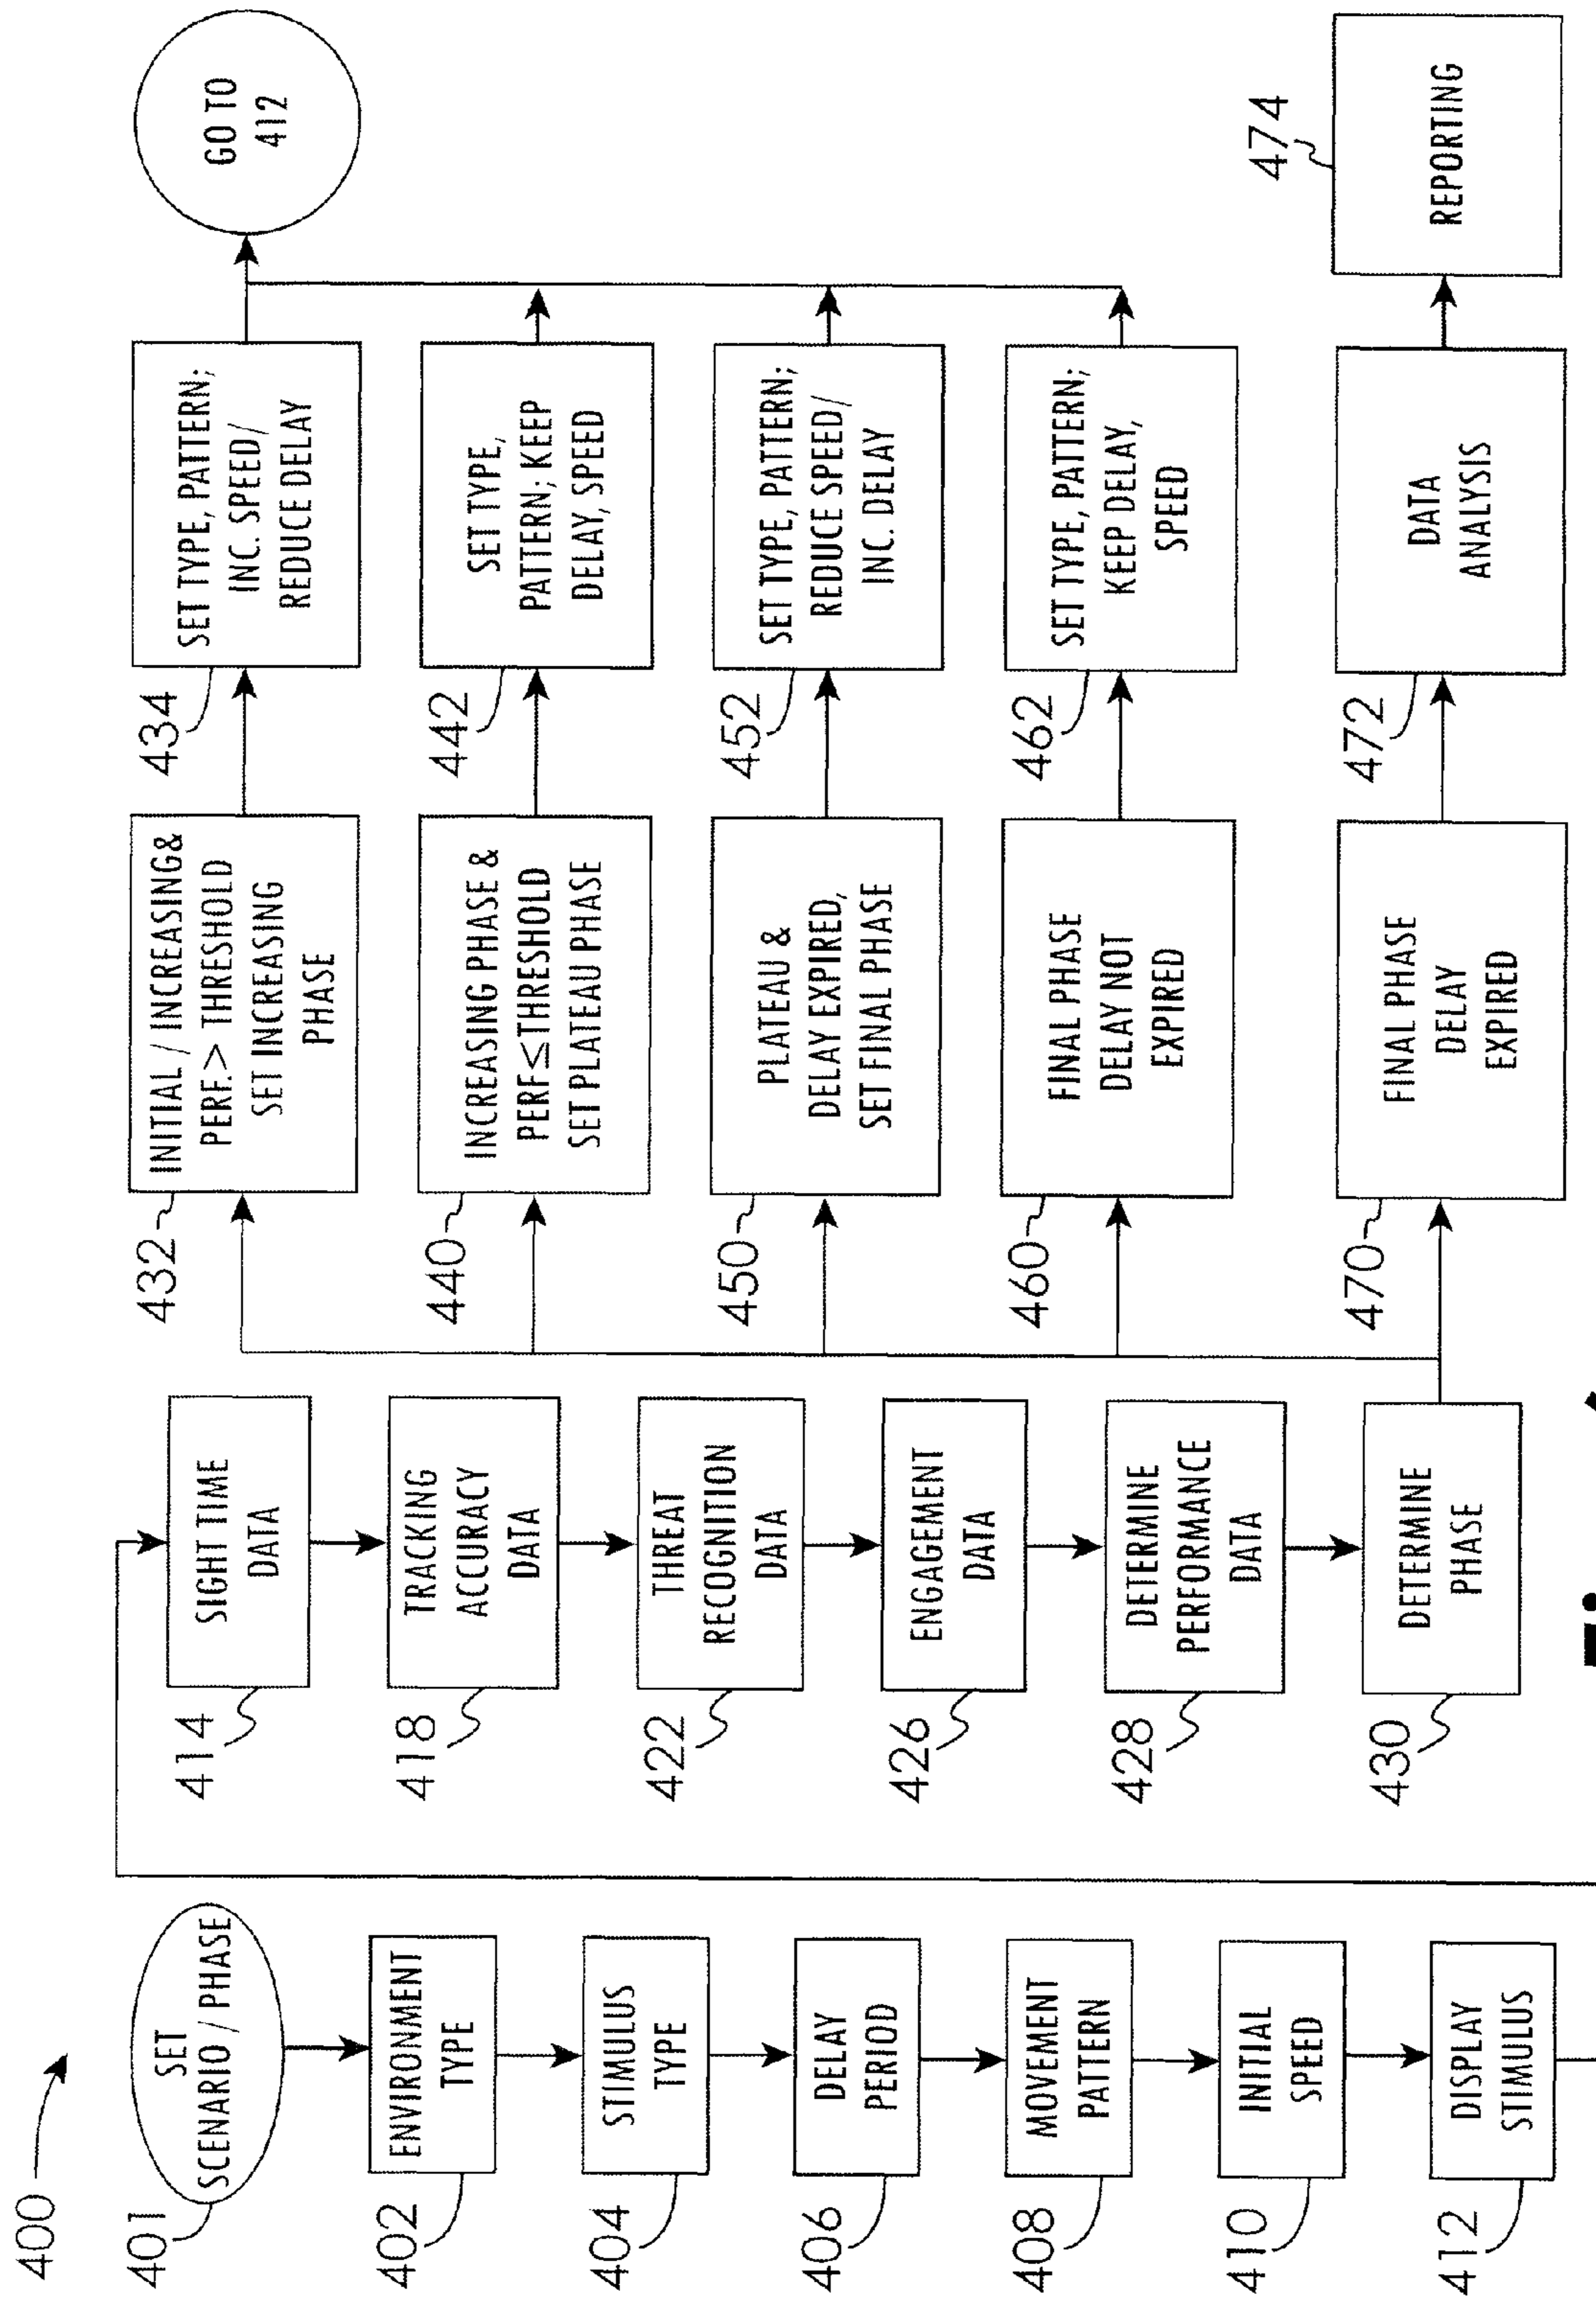 400
401
SET
SCENARIO / PHASE
402
ENVIRONMENT
TYPE
404
STIMULUS
TYPE
406
DELAY
PERIOD
408
MOVEMENT
PATTERN
410
INITIAL
SPEED
412
DISPLAY
STIMULUS
414
SIGHT TIME
DATA
418
TRACKING
ACCURACY
DATA
422
THREAT
RECOGNITION
DATA
426
ENGAGEMENT
DATA
428
DETERMINE
PERFORMANCE
DATA
430
DETERMINE
PHASE
432
INITIAL / INCREASING&
PERF.> THRESHOLD
SET INCREASING
PHASE
434
SET TYPE, PATTERN;
INC. SPEED/
REDUCE DELAY
GO TO
412
440
INCREASING PHASE &
PERF≤THRESHOLD
SET PLATEAU PHASE
442
SET TYPE,
PATTERN; KEEP
DELAY, SPEED
450
PLATEAU &
DELAY EXPIRED,
SET FINAL PHASE
452
SET TYPE, PATTERN;
REDUCE SPEED/
INC. DELAY
460
FINAL PHASE
DELAY NOT
EXPIRED
462
SET TYPE, PATTERN;
KEEP DELAY,
SPEED
470
FINAL PHASE
DELAY
EXPIRED
472
DATA
ANALYSIS
474
REPORTING